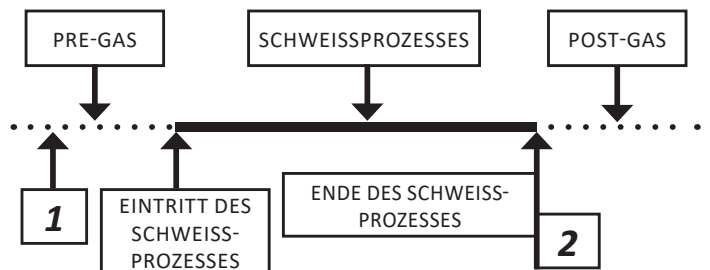 PRE-GAS
SCHWEISSPROZESSES
POST-GAS
1
EINTRITT DES
SCHWEISS-
PROZESSES
ENDE DES SCHWEISS-
PROZESSES
2